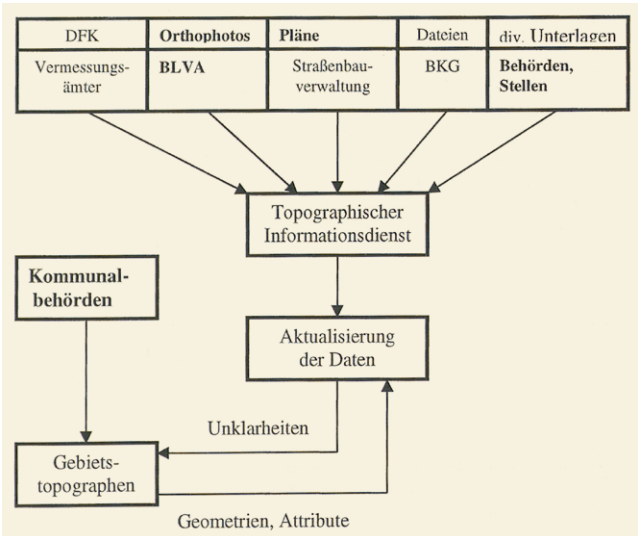 DFK
Orthophotos
Pläne
Dateien
div. Unterlagen
Vermessungs-
ämter
BLVA
Straßenbau-
verwaltung
BKG
Behörden,
Stellen
Topographischer
Informationsdienst
Kommunal-
behörden
Aktualisierung
der Daten
Unklarheiten
Gebiets-
topographen
Geometrien, Attribute